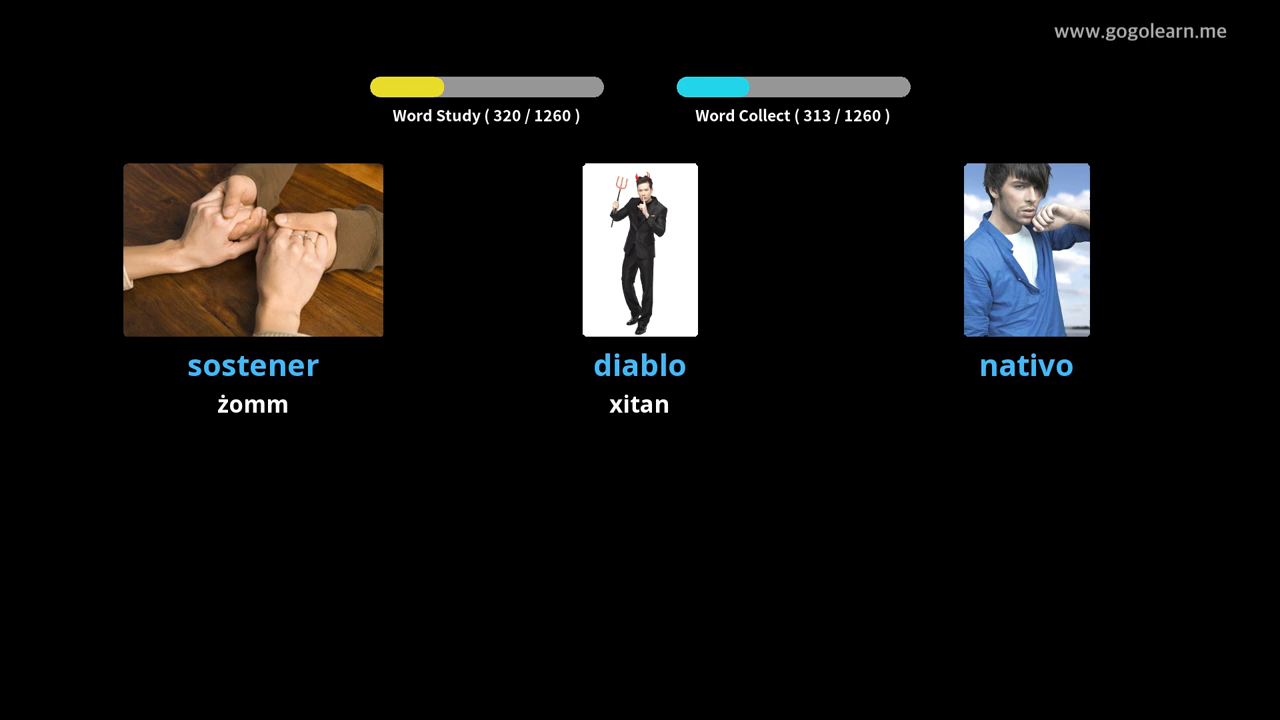 www.gogolearn.me
Word Study ( 320 / 1260 )
Word Collect ( 313 / 1260 )
sostener
diablo
nativo
żomm
xitan